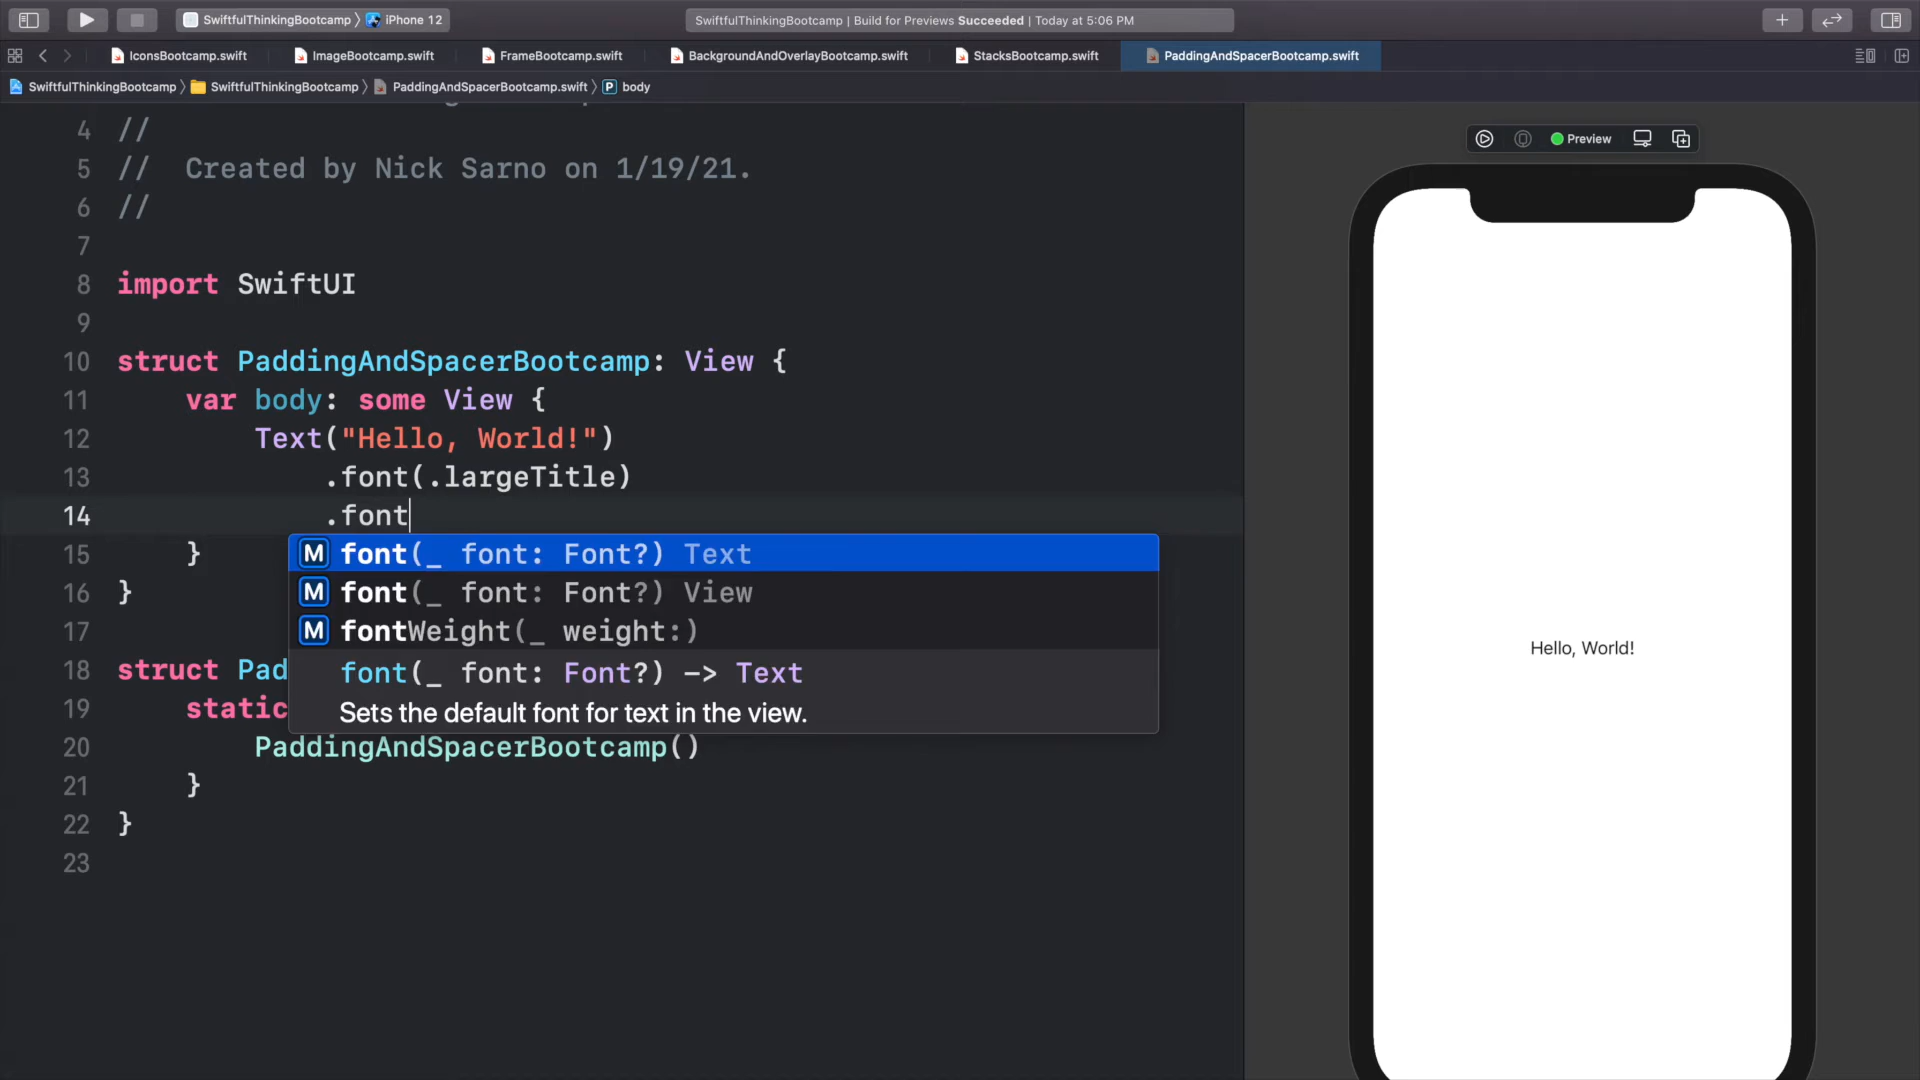 SwiftfulThinkingBootcamp 〉 iPhone 12
SwiftfulThinkingBootcamp | Build for Previews Succeeded | Today at 5:06 PM
IconsBootcamp.swift
ImageBootcamp.swift
FrameBootcamp.swift
BackgroundAndOverlayBootcamp.swift
StacksBootcamp.swift
PaddingAndSpacerBootcamp.swift
SwiftfulThinkingBootcamp 〉 SwiftfulThinkingBootcamp 〉 PaddingAndSpacerBootcamp.swift 〉 P body
4 //
5 //  Created by Nick Sarno on 1/19/21.
6 //
7
8 import SwiftUI
9
10 struct PaddingAndSpacerBootcamp: View {
11     var body: some View {
12         Text("Hello, World!")
13             .font(.largeTitle)
14             .font
15     }
M font(_ font: Font?) Text
16 }
M font(_ font: Font?) View
17
M fontWeight(_ weight:)
18 struct Pad
font(_ font: Font?) -> Text
19     static
Sets the default font for text in the view.
20         PaddingAndSpacerBootcamp()
21     }
22 }
23
Preview
Hello, World!